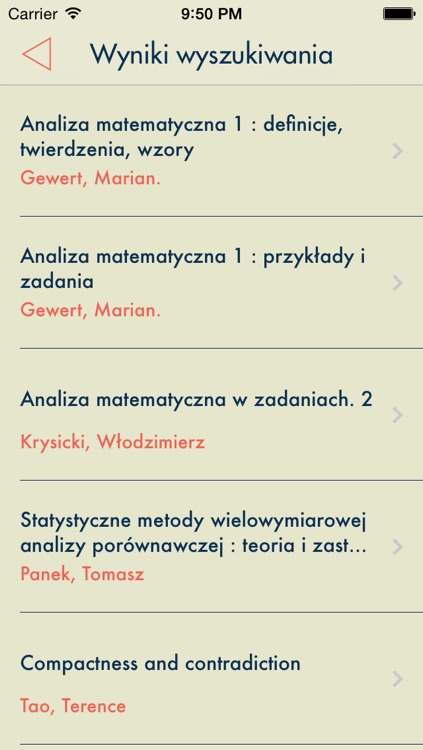 Carrier 9:50 PM
Wyniki wyszukiwania
Analiza matematyczna 1 : definicje,
twierdzenia, wzory
Gewert, Marian.
Analiza matematyczna 1 : przykłady i
zadania
Gewert, Marian.
Analiza matematyczna w zadaniach. 2
Krysicki, Włodzimierz
Statystyczne metody wielowymiarowej
analizy porównawczej : teoria i zast...
Panek, Tomasz
Compactness and contradiction
Tao, Terence